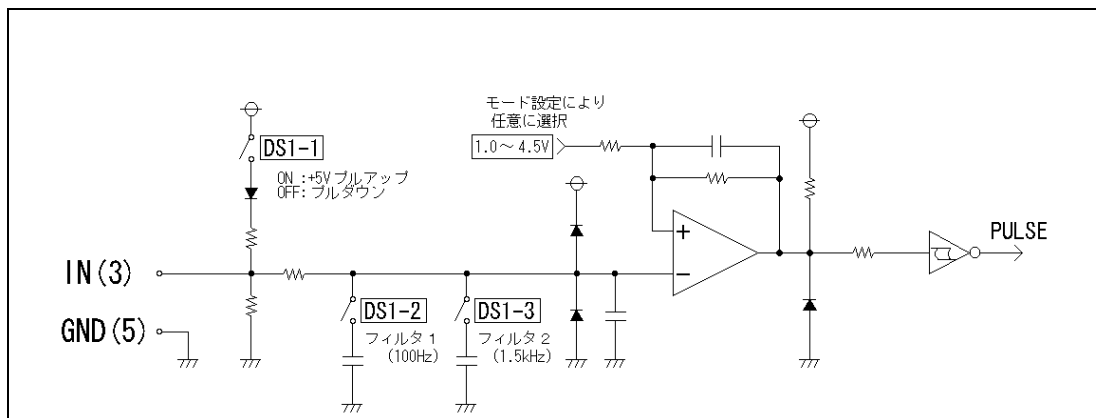 モード設定により
任意に選択
1.0～4.5V
DS1-1
ON :+5Vプルアップ
OFF:プルダウン
PULSE
+
−
IN(3)
DS1-2
DS1-3
GND(5)
フィルタ1
(100Hz)
フィルタ2
(1.5kHz)